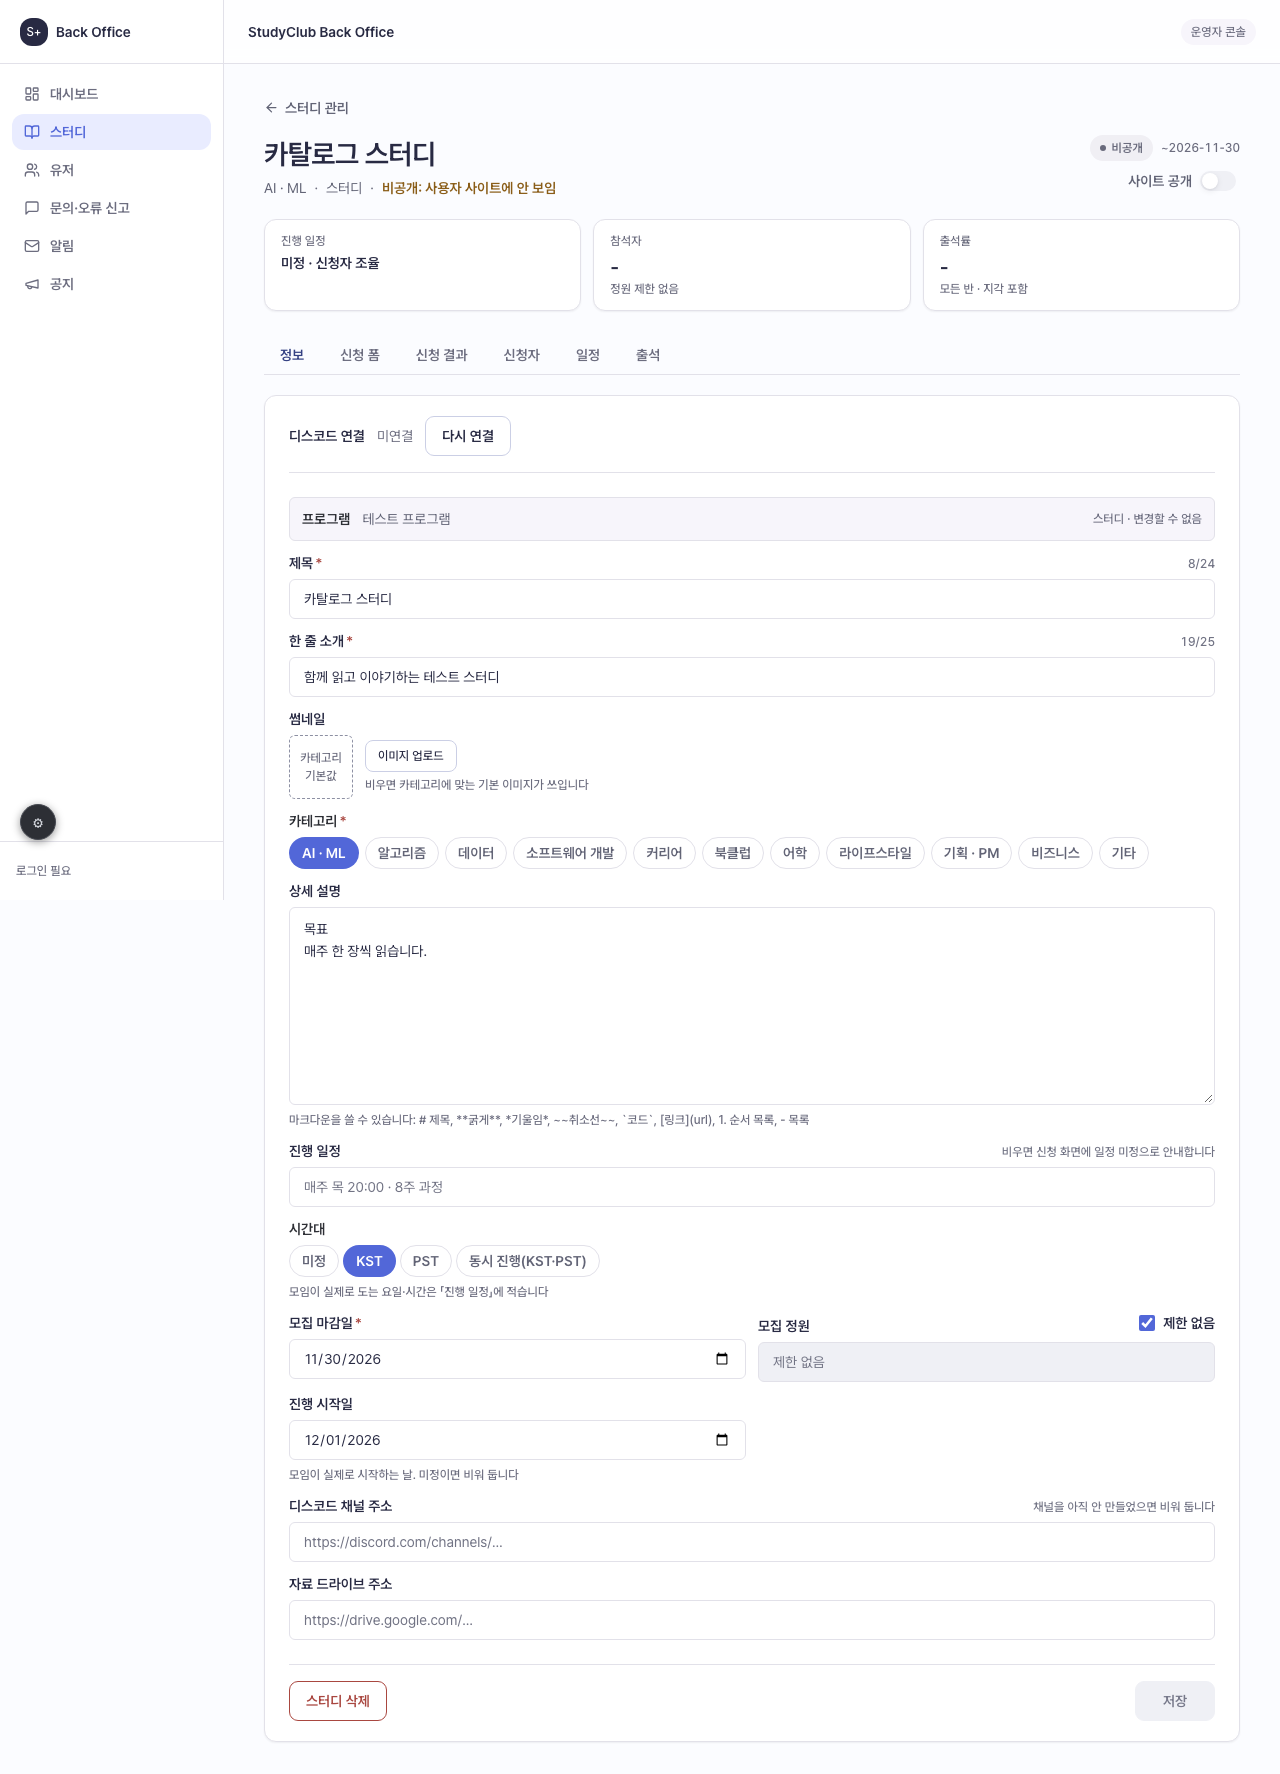 S+ Back Office
StudyClub Back Office
운영자 콘솔
대시보드
스터디
유저
문의·오류 신고
알림
공지
로그인 필요
← 스터디 관리
카탈로그 스터디
비공개 ~2026-11-30
AI · ML · 스터디 · 비공개: 사용자 사이트에 안 보임
사이트 공개
진행 일정
미정 · 신청자 조율
참석자
–
정원 제한 없음
출석률
–
모든 반 · 지각 포함
정보 신청 폼 신청 결과 신청자 일정 출석
디스코드 연결 미연결 다시 연결
프로그램 테스트 프로그램 스터디 · 변경할 수 없음
제목 * 8/24
카탈로그 스터디
한 줄 소개 * 19/25
함께 읽고 이야기하는 테스트 스터디
썸네일
카테고리
기본값
이미지 업로드
비우면 카테고리에 맞는 기본 이미지가 쓰입니다
카테고리 *
AI · ML 알고리즘 데이터 소프트웨어 개발 커리어 북클럽 어학 라이프스타일 기획 · PM 비즈니스 기타
상세 설명
목표
매주 한 장씩 읽습니다.
마크다운을 쓸 수 있습니다: # 제목, **굵게**, *기울임*, ~~취소선~~, `코드`, [링크](url), 1. 순서 목록, - 목록
진행 일정 비우면 신청 화면에 일정 미정으로 안내합니다
매주 목 20:00 · 8주 과정
시간대
미정 KST PST 동시 진행(KST·PST)
모임이 실제로 도는 요일·시간은 「진행 일정」에 적습니다
모집 마감일 *
11/30/2026
모집 정원 제한 없음
제한 없음
진행 시작일
12/01/2026
모임이 실제로 시작하는 날. 미정이면 비워 둡니다
디스코드 채널 주소 채널을 아직 안 만들었으면 비워 둡니다
https://discord.com/channels/...
자료 드라이브 주소
https://drive.google.com/...
스터디 삭제 저장